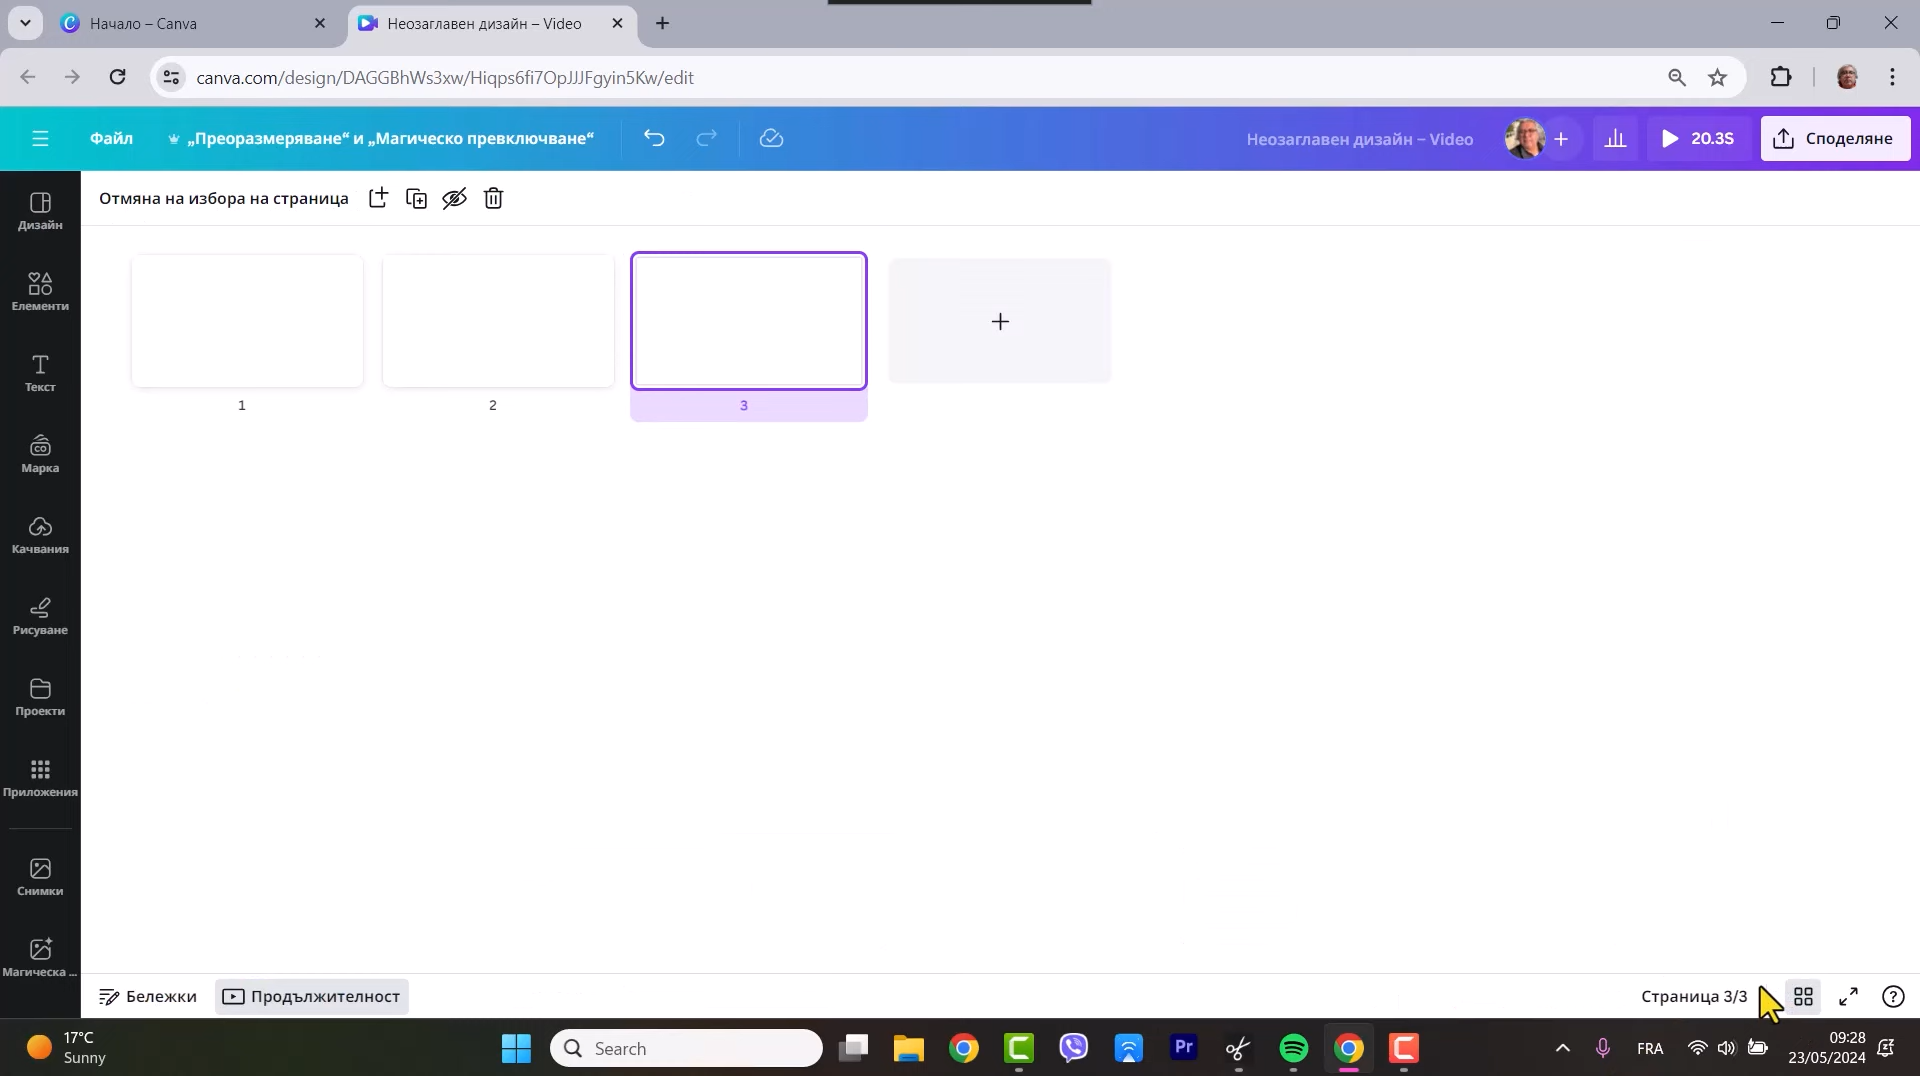 Начало – Canva
Неозаглавен дизайн – Video
canva.com/design/DAGGBhWs3xw/Hiqps6fi7OpJJJFgyin5Kw/edit
Файл
„Преоразмеряване“ и „Магическо превключване“
Неозаглавен дизайн – Video
20.3S
Споделяне
Отмяна на избора на страница
Дизайн
Елементи
Текст
Марка
Качвания
Рисуване
Проекти
Приложения
Снимки
Магическа ...
1
2
3
Бележки
Продължителност
Страница 3/3
17°C
Sunny
Search
Pr
FRA
09:28
23/05/2024